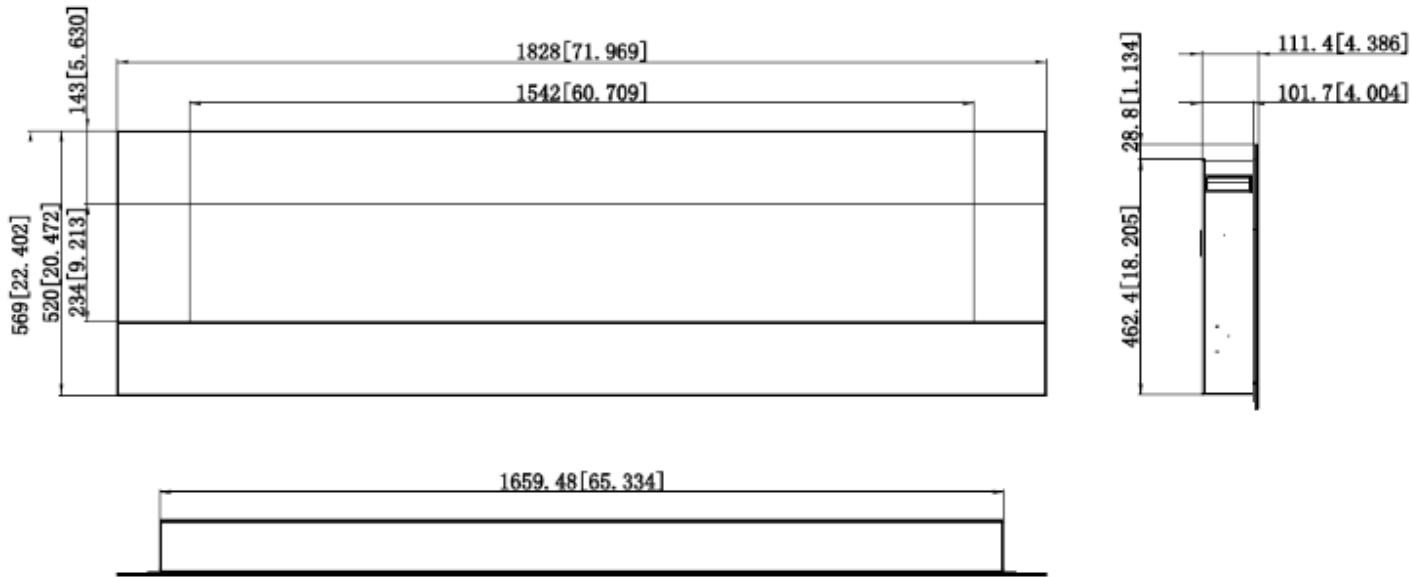 1828[71. 969]
1542[60. 709]
143[5. 630]
569[22. 402]
520[20. 472]
234[9. 213]
28. 8[1. 134]
111. 4[4. 386]
101. 7[4. 004]
462. 4[18. 205]
1659. 48[65. 334]